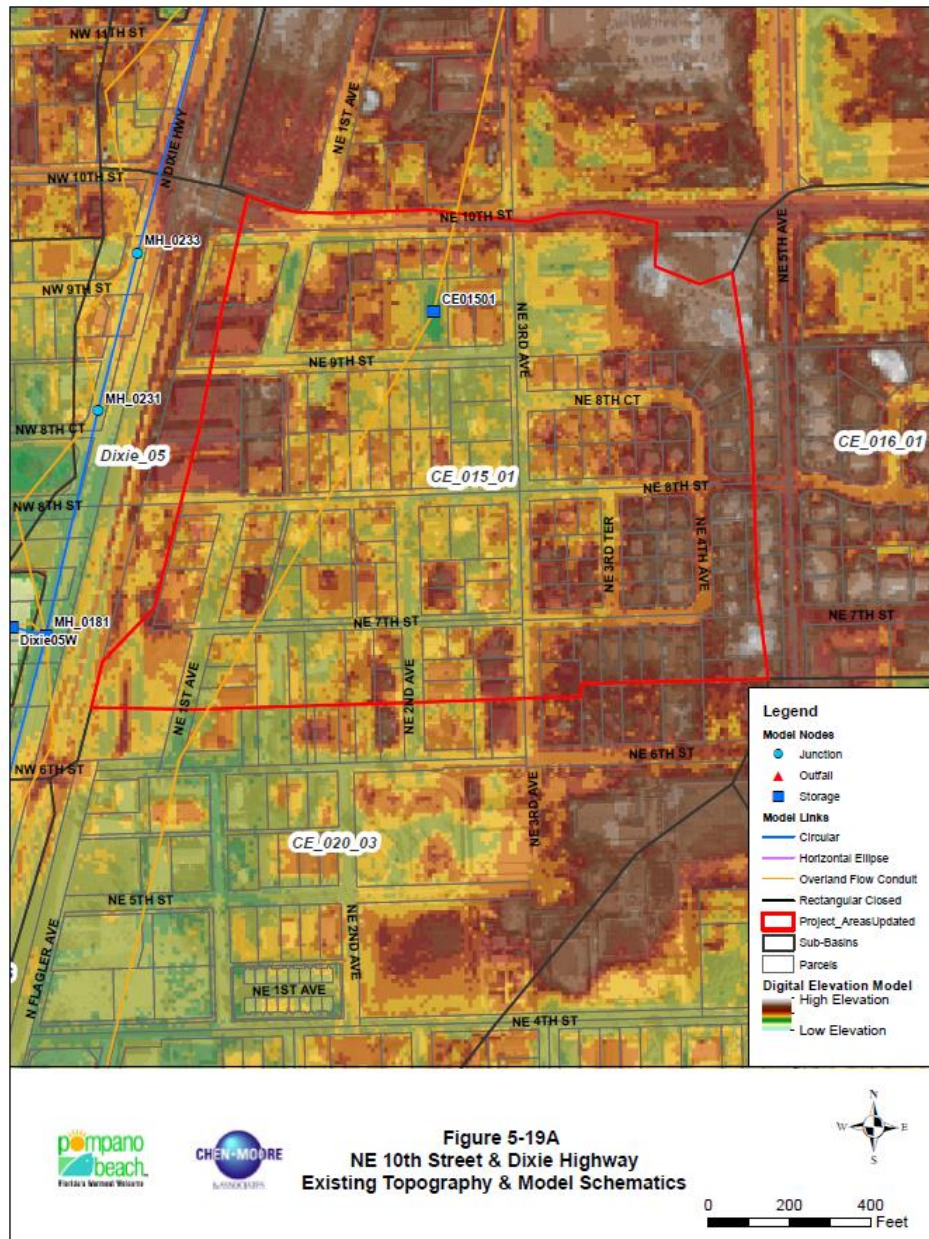 NW 11TH ST
N DIXIE HWY
NE 1ST AVE
NW 10TH ST
NE 10TH ST
NE 5TH AVE
MH_0233
NW 9TH ST
CE01501
NE 3RD AVE
NE 9TH ST
NE 8TH CT
MH_0231
NW 8TH CT
Dixie_05
CE_015_01
CE_016_01
NE 8TH ST
NW 8TH ST
NE 3RD TER
NE 4TH AVE
MH_0181
Dixie05W
NE 7TH ST
NE 7TH ST
NE 1ST AVE
NE 2ND AVE
NW 6TH ST
NE 6TH ST
NE 3RD AVE
CE_020_03
NE 5TH ST
NE 2ND AVE
N FLAGLER AVE
NE 1ST AVE
NE 4TH ST
Legend
Model Nodes
Junction
Outfall
Storage
Model Links
Circular
Horizontal Ellipse
Overland Flow Conduit
Rectangular Closed
Project_AreasUpdated
Sub-Basins
Parcels
Digital Elevation Model
High Elevation
Low Elevation
pompano
beach
Florida's Warmest Welcome
CHEN·MOORE
& ASSOCIATES
Figure 5-19A
NE 10th Street & Dixie Highway
Existing Topography & Model Schematics
N
W E
S
0 200 400
Feet